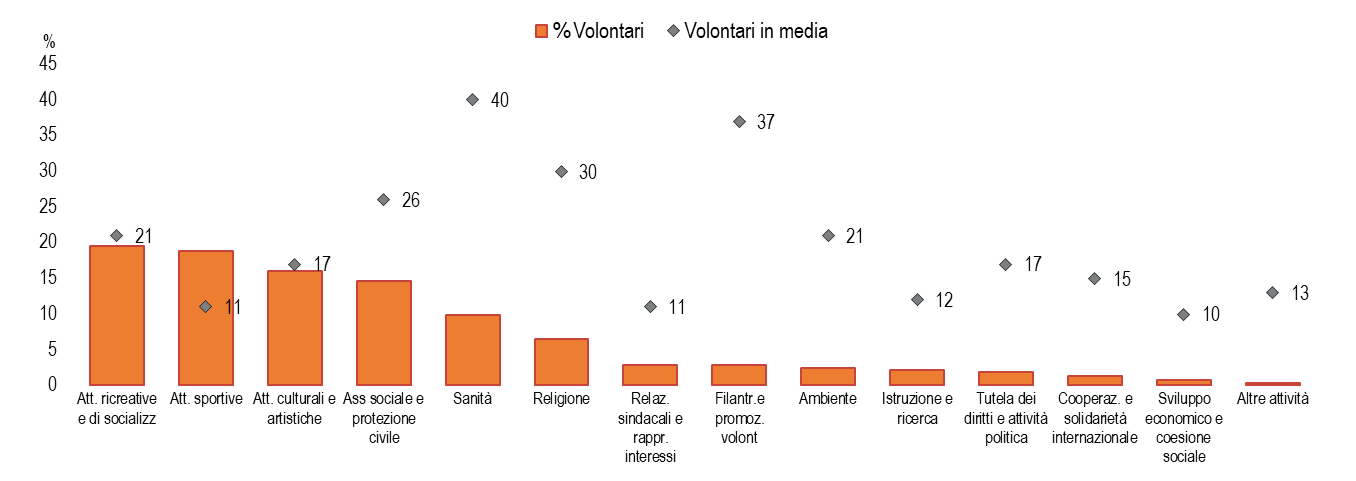 % Volontari
Volontari in media
%
45
40
35
30
25
20
15
10
5
0
21
11
17
26
40
30
11
37
21
12
17
15
10
13
Att. ricreative
e di socializz
Att. sportive
Att. culturali e
artistiche
Ass sociale e
protezione
civile
Sanità
Religione
Relaz.
sindacali e
rappr.
interessi
Filantr.e
promoz.
volont
Ambiente
Istruzione e
ricerca
Tutela dei
diritti e attività
politica
Cooperaz. e
solidarietà
internazionale
Sviluppo
economico e
coesione
sociale
Altre attività